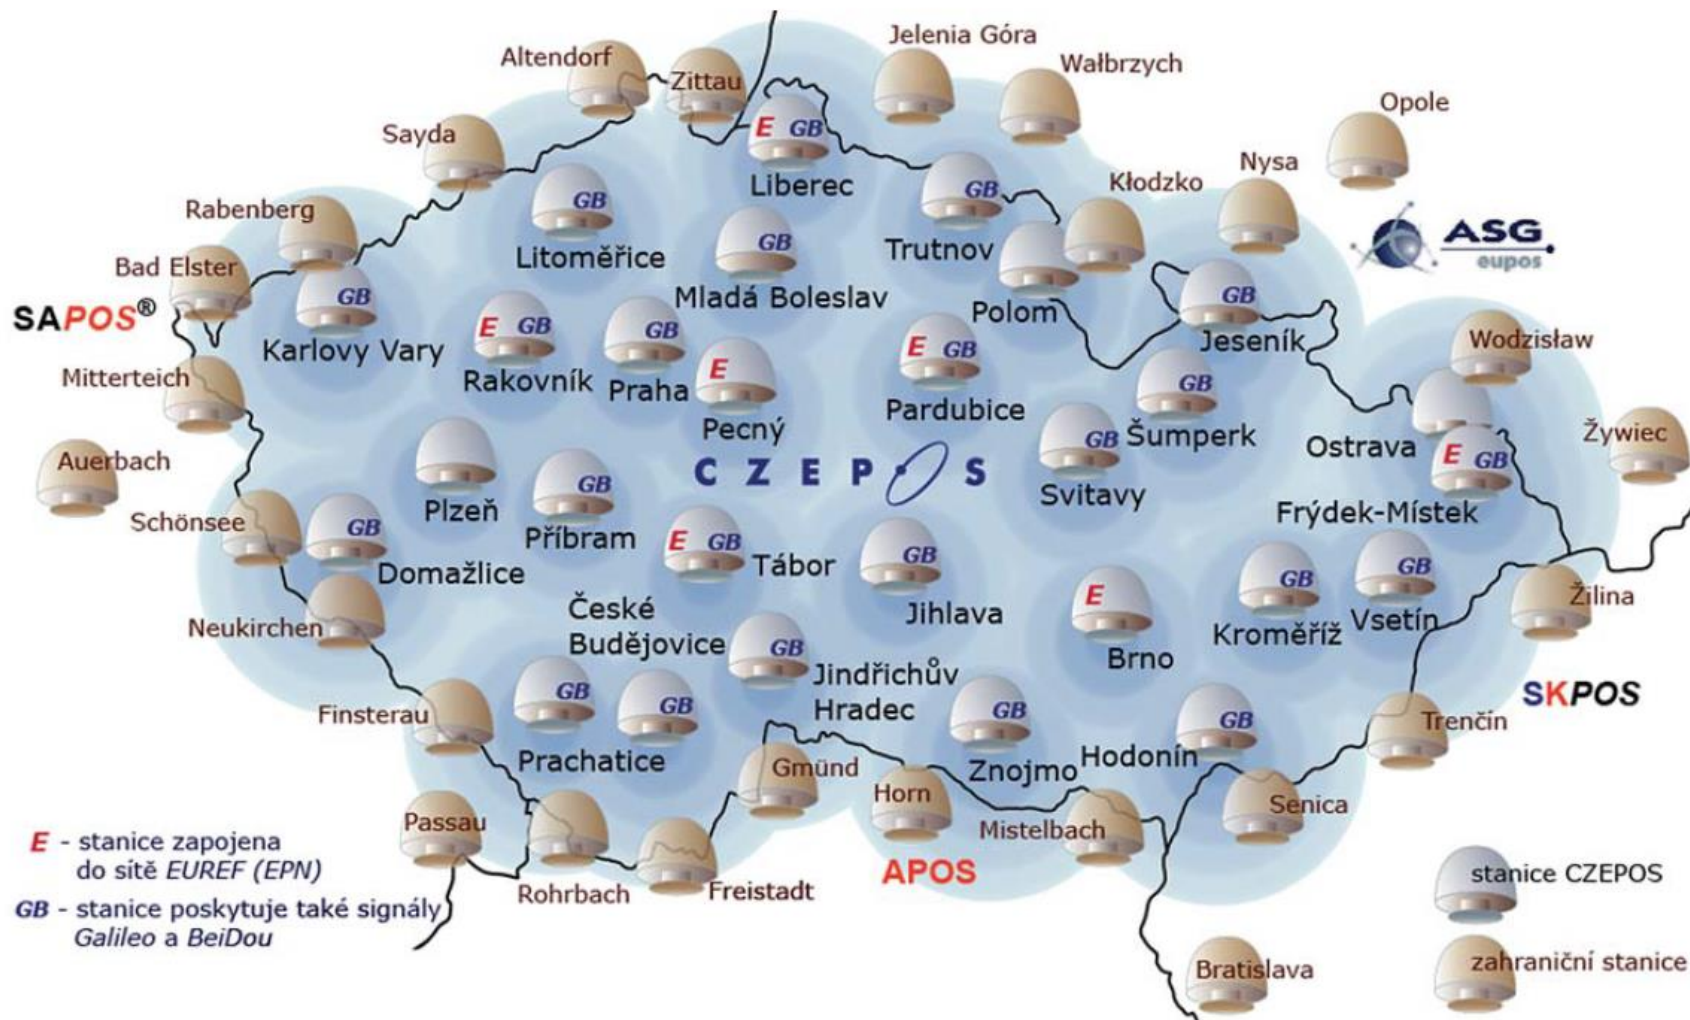 Jelenia Góra
Altendorf
Wałbrzych
Zittau
Opole
Sayda
E GB
Liberec
Nysa
Kłodzko
GB
Litoměřice
GB
Trutnov
Rabenberg
ASG
eupos
GB
Mladá Boleslav
Bad Elster
GB
Karlovy Vary
Polom
GB
Jeseník
SAPOS®
E GB
Rakovník
GB
Praha
E GB
Pardubice
Wodzisław
Mitterteich
E
Pecný
GB
Šumperk
Ostrava
Żywiec
Auerbach
GB
Svitavy
E GB
Frýdek-Místek
CZEPOS
Plzeň
GB
Příbram
Schönsee
GB
Domažlice
E GB
Tábor
GB
Jihlava
E
Brno
GB
Kroměříž
GB
Vsetín
Žilina
Neukirchen
České
Budějovice
GB
Jindřichův
Hradec
SKPOS
Finsterau
GB
Prachatice
GB
GB
Znojmo
GB
Hodonín
Trenčín
Gmünd
Horn
Mistelbach
Senica
Passau
Rohrbach
Freistadt
APOS
E - stanice zapojena
do sítě EUREF (EPN)
GB - stanice poskytuje také signály
Galileo a BeiDou
stanice CZEPOS
Bratislava
zahraniční stanice